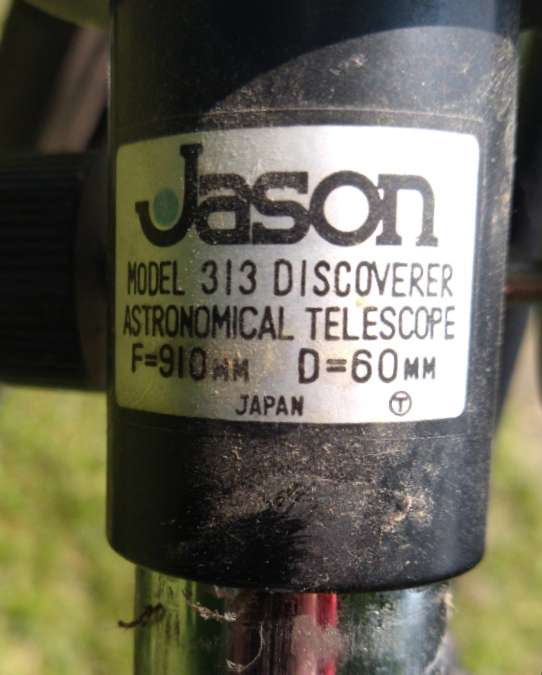 Jason
MODEL 313 DISCOVERER
ASTRONOMICAL TELESCOPE
F=910MM D=60MM
JAPAN T